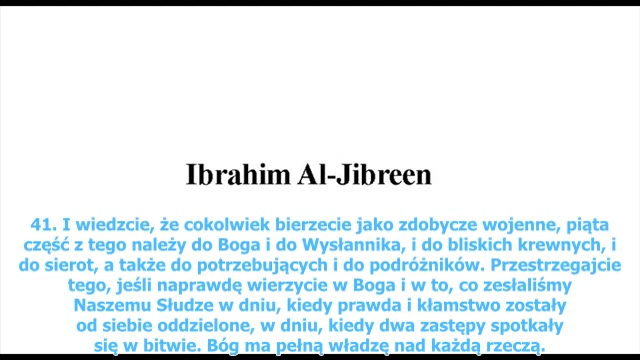 Ibrahim Al-Jibreen
41. I wiedzcie, że cokolwiek bierzecie jako zdobycze wojenne, piąta
część z tego należy do Boga i do Wysłannika, i do bliskich krewnych, i
do sierot, a także do potrzebujących i do podróżników. Przestrzegajcie
tego, jeśli naprawdę wierzycie w Boga i w to, co zesłaliśmy
Naszemu Słudze w dniu, kiedy prawda i kłamstwo zostały
od siebie oddzielone, w dniu, kiedy dwa zastępy spotkały
się w bitwie. Bóg ma pełną władzę nad każdą rzeczą.